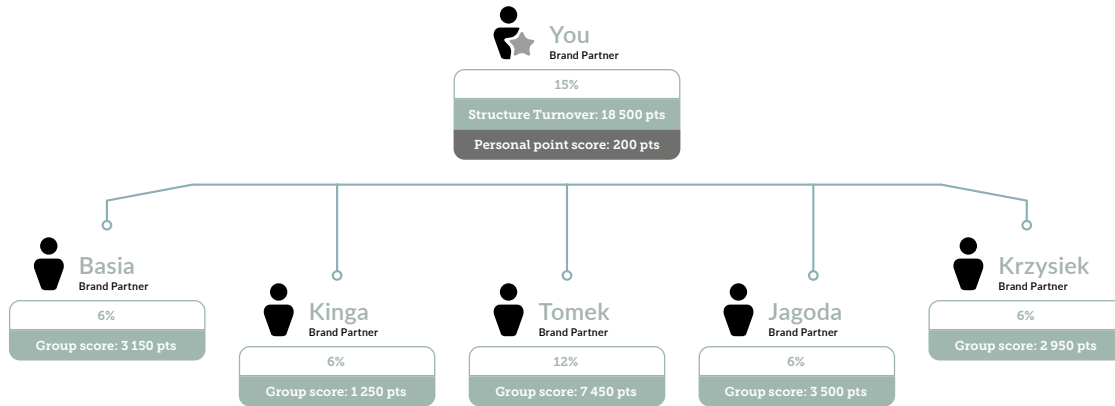 You
Brand Partner
15%
Structure Turnover: 18 500 pts
Personal point score: 200 pts
Basia
Brand Partner
6%
Group score: 3 150 pts
Kinga
Brand Partner
6%
Group score: 1 250 pts
Tomek
Brand Partner
12%
Group score: 7 450 pts
Jagoda
Brand Partner
6%
Group score: 3 500 pts
Krzysiek
Brand Partner
6%
Group score: 2 950 pts